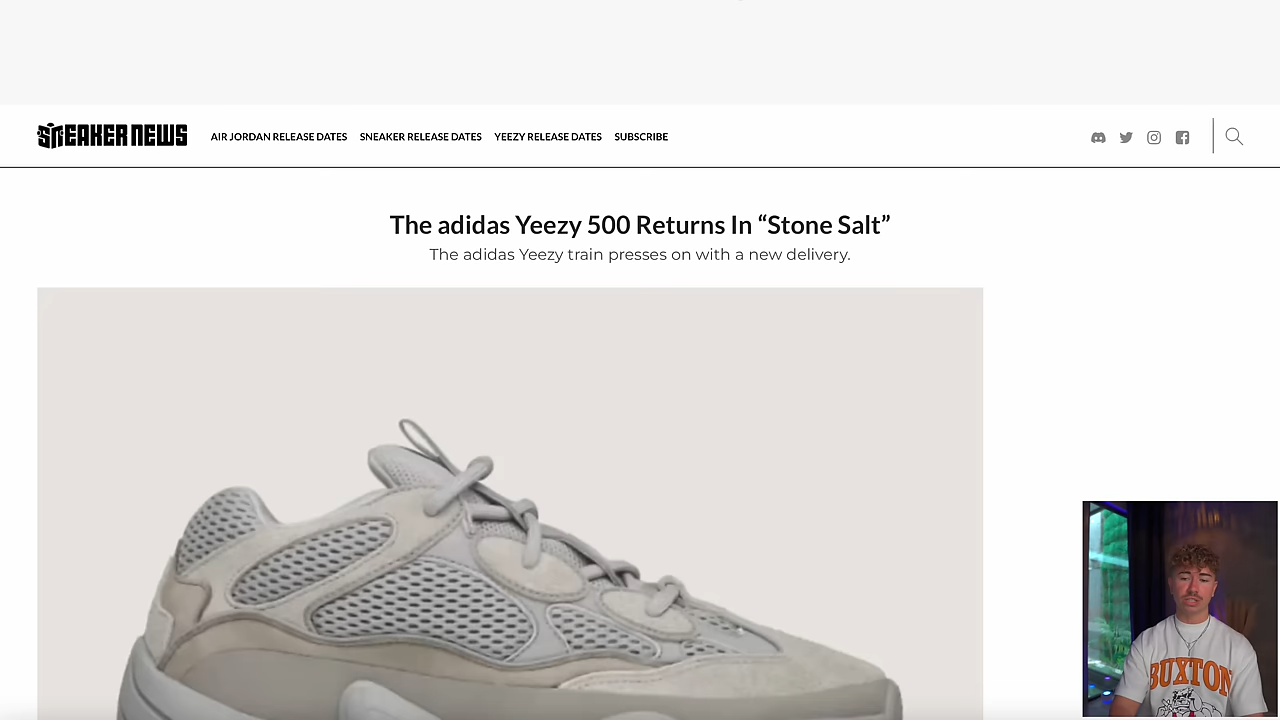 SNEAKER NEWS
AIR JORDAN RELEASE DATES SNEAKER RELEASE DATES YEEZY RELEASE DATES SUBSCRIBE
The adidas Yeezy 500 Returns In “Stone Salt”
The adidas Yeezy train presses on with a new delivery.
BUXTON